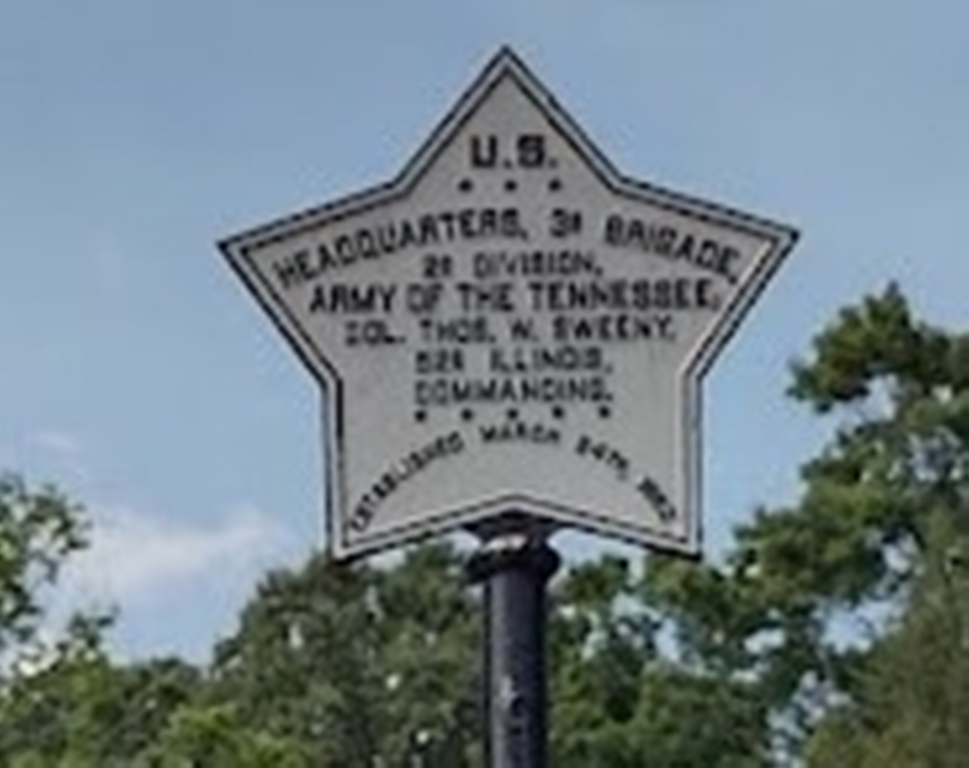 U.S.
HEADQUARTERS, 3D BRIGADE,
2D DIVISION,
ARMY OF THE TENNESSEE,
COL. THOS. W. SWEENY,
52D ILLINOIS,
COMMANDING.
ESTABLISHED MARCH 24TH, 1862